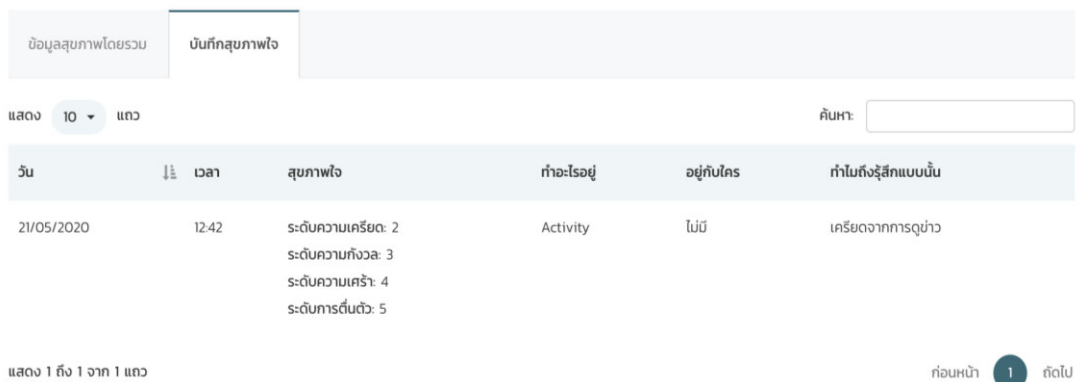 ข้อมูลสุขภาพโดยรวม บันทึกสุขภาพใจ
แสดง 10 แถว ค้นหา:
วัน เวลา สุขภาพใจ ทำอะไรอยู่ อยู่กับใคร ทำไมถึงรู้สึกแบบนั้น
21/05/2020 12:42 ระดับความเครียด: 2 Activity ไม่มี เครียดจากการดูข่าว
ระดับความกังวล: 3
ระดับความเศร้า: 4
ระดับการตื่นตัว: 5
แสดง 1 ถึง 1 จาก 1 แถว ก่อนหน้า 1 ถัดไป